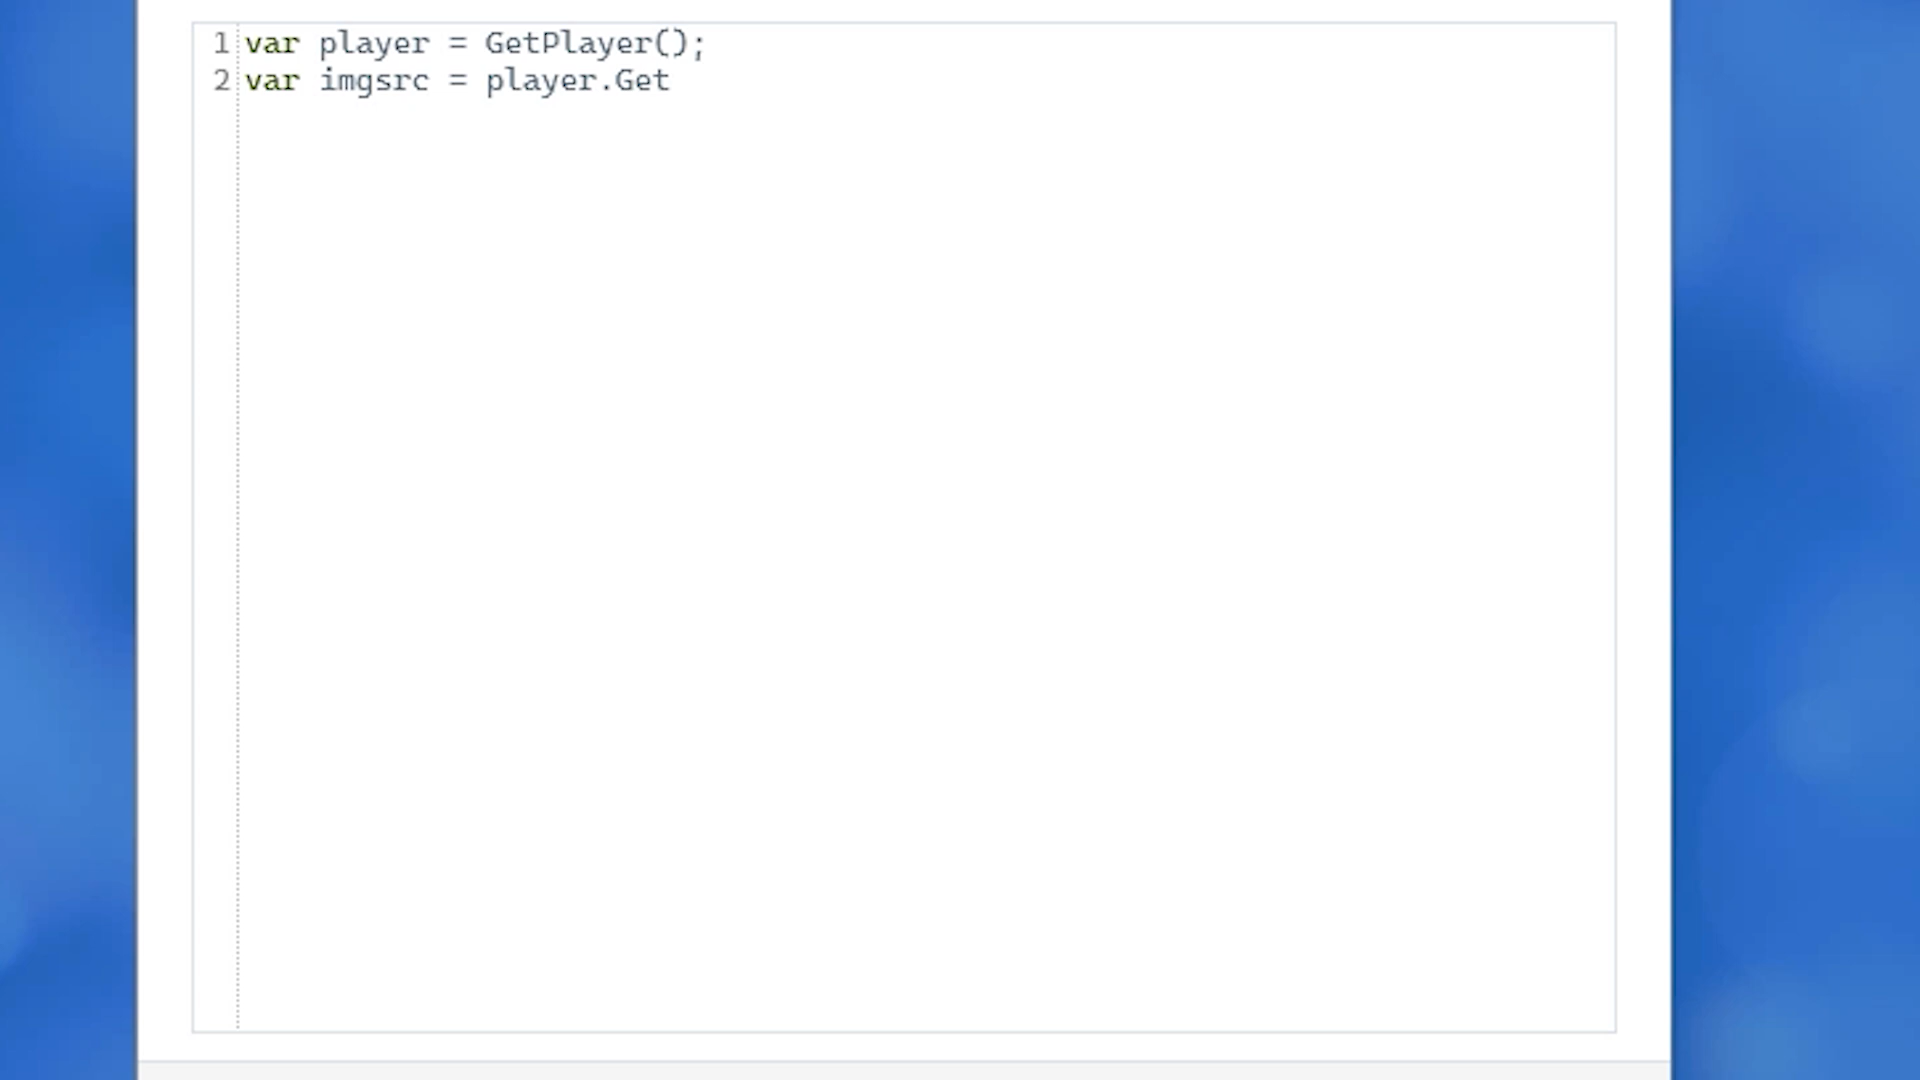 1 var player = GetPlayer();
2 var imgsrc = player.Get